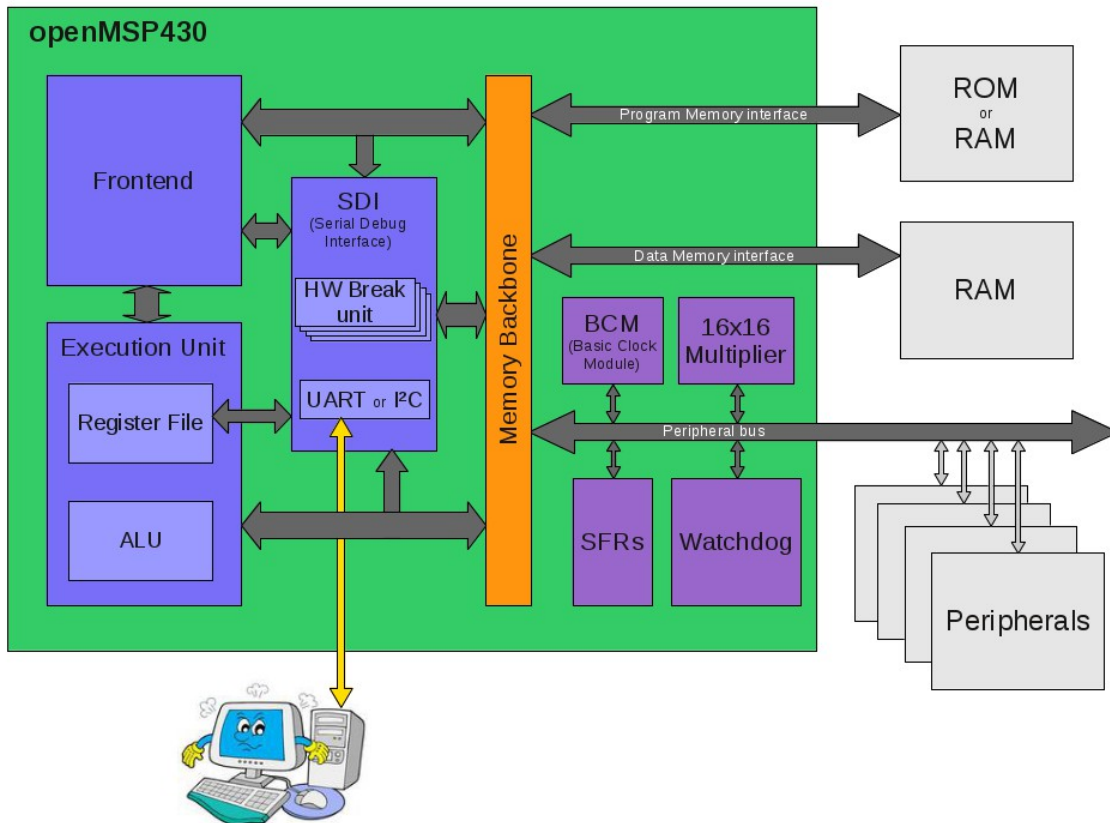 openMSP430
Frontend
SDI
(Serial Debug
Interface)
HW Break
unit
UART or I²C
Execution Unit
Register File
ALU
Memory Backbone
Program Memory interface
Data Memory interface
BCM
(Basic Clock
Module)
16x16
Multiplier
Peripheral bus
SFRs
Watchdog
ROM
or
RAM
RAM
Peripherals